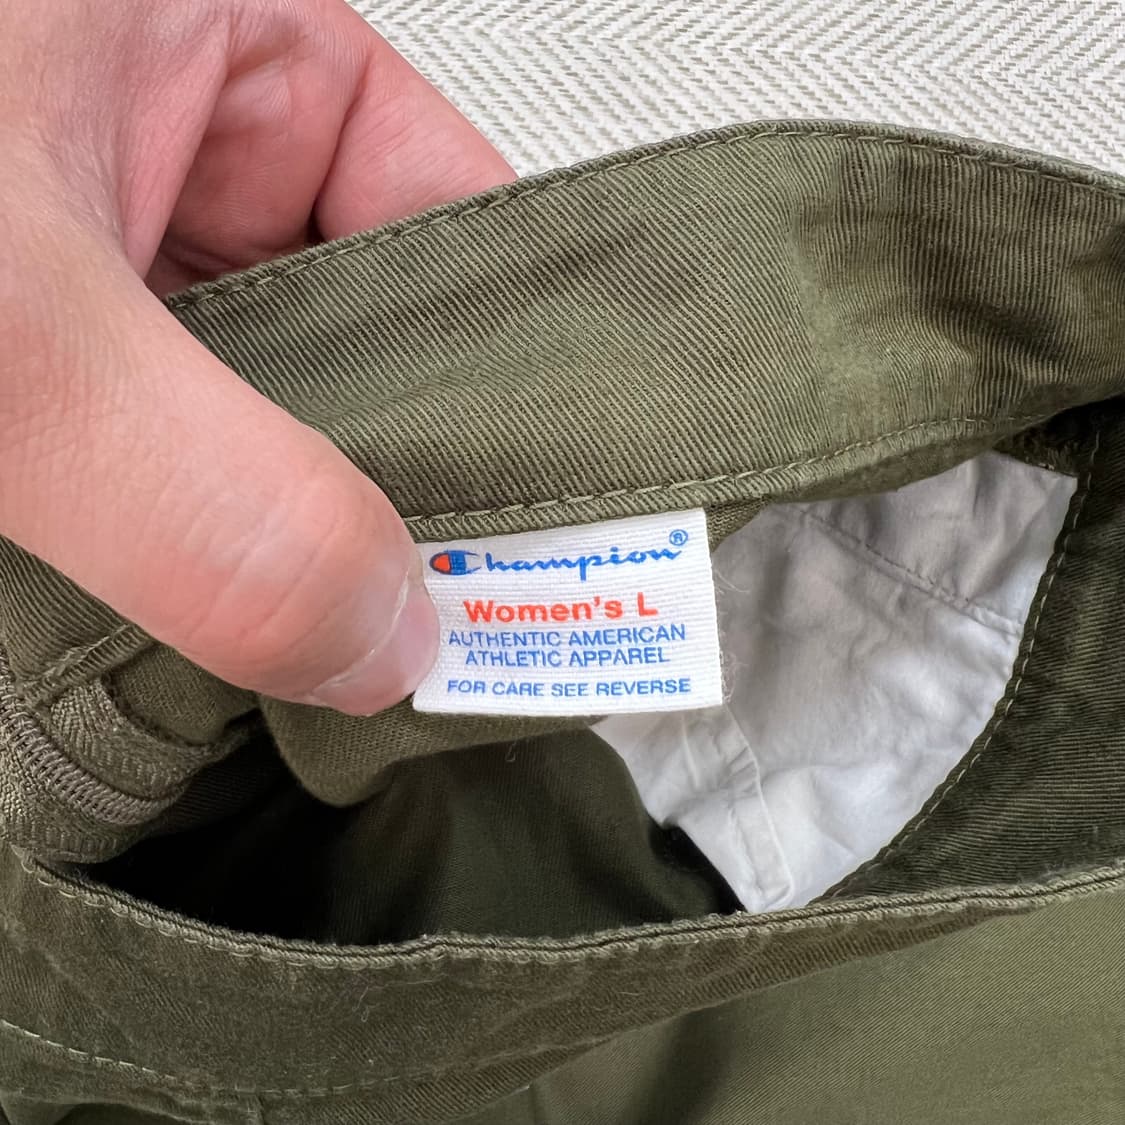 Champion®
Women's L
AUTHENTIC AMERICAN
ATHLETIC APPAREL
FOR CARE SEE REVERSE